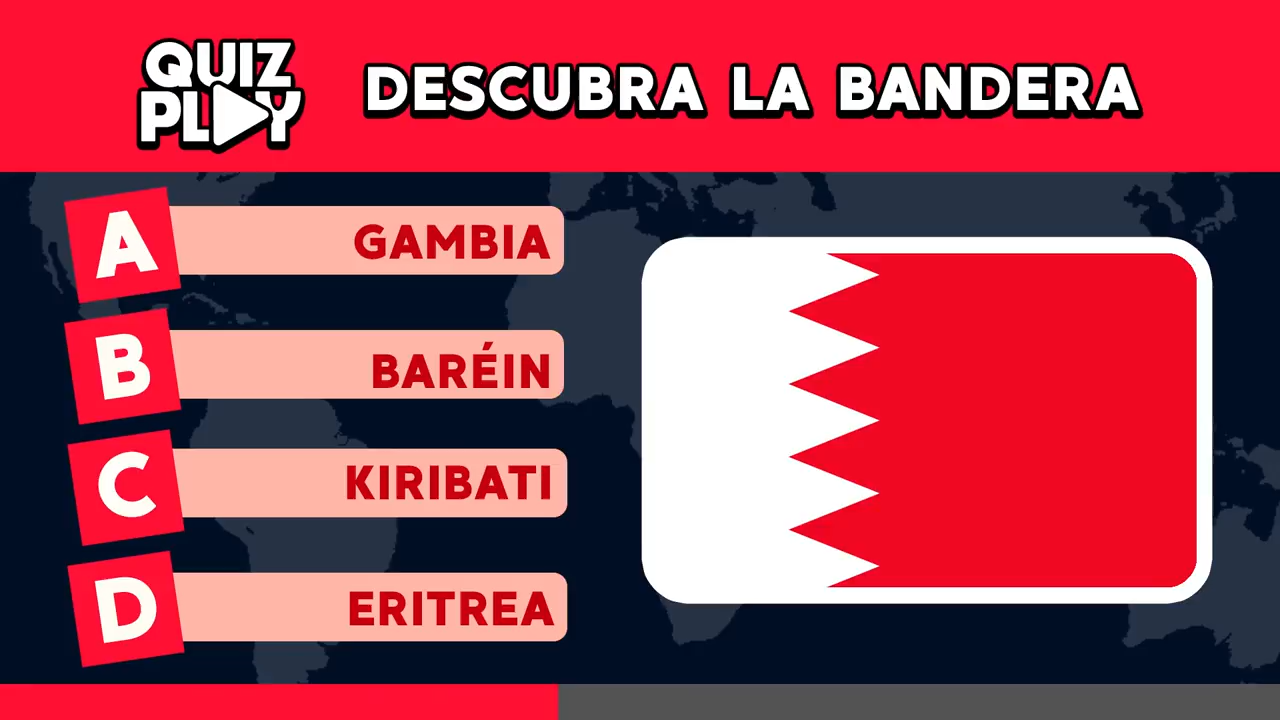 QUIZ
PLAY
DESCUBRA LA BANDERA
A
GAMBIA
B
BARÉIN
C
KIRIBATI
D
ERITREA